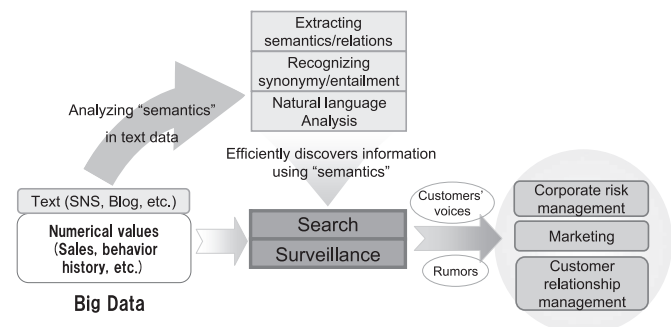 Extracting
semantics/relations
Recognizing
synonymy/entailment
Natural language
Analysis
Analyzing “semantics”
in text data
Efficiently discovers information
using “semantics”
Text (SNS, Blog, etc.)
Numerical values
(Sales, behavior
history, etc.)
Big Data
Search
Surveillance
Customers’
voices
Rumors
Corporate risk
management
Marketing
Customer
relationship
management